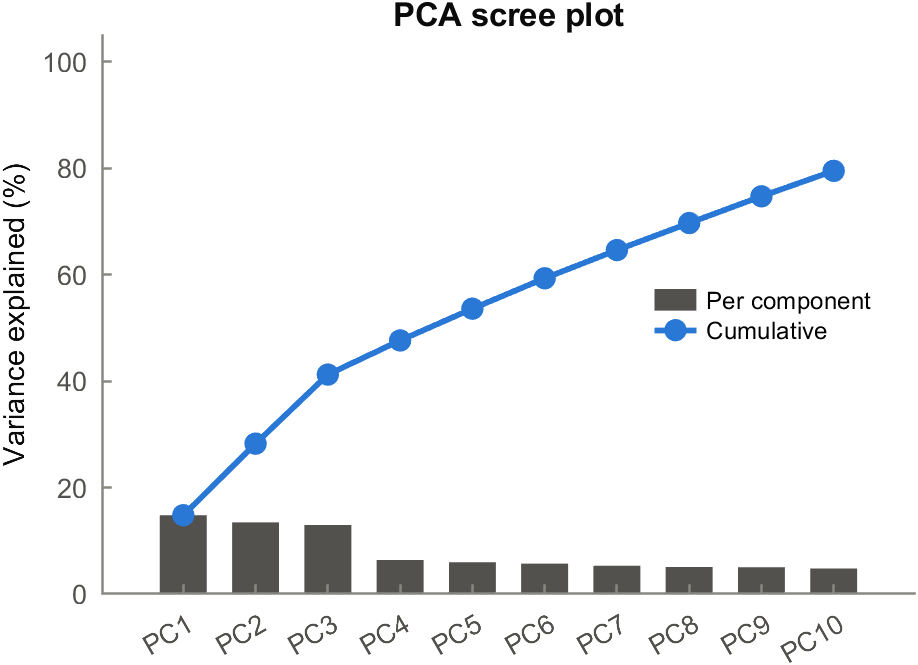 PCA scree plot
Variance explained (%)
100
80
60
40
20
0
Per component
Cumulative
PC1 PC2 PC3 PC4 PC5 PC6 PC7 PC8 PC9 PC10